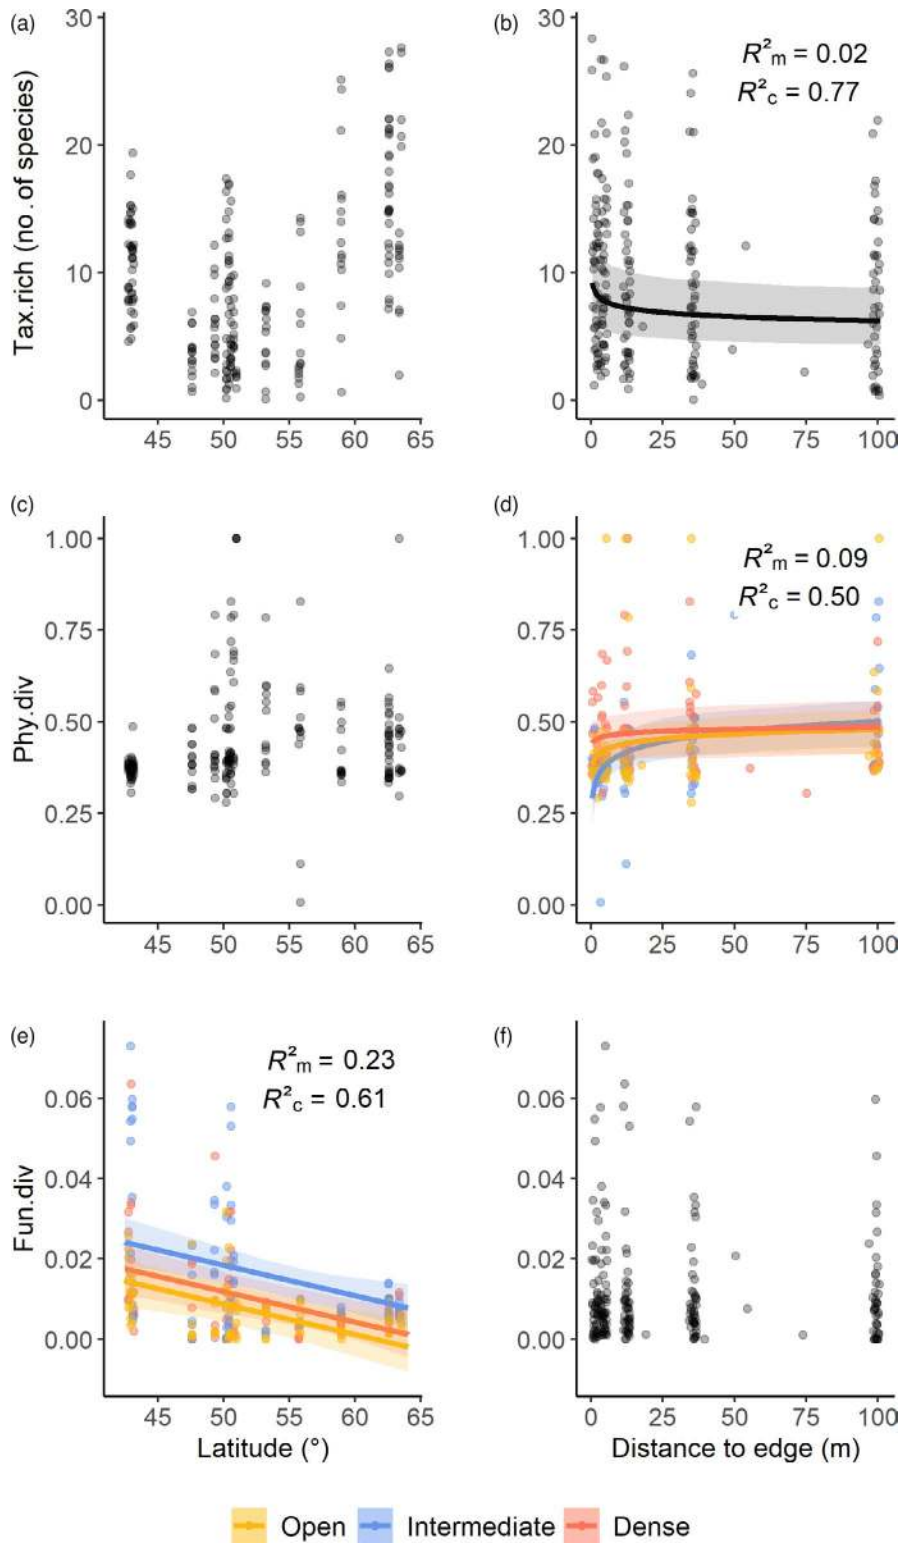 (a)
30
20
10
0
Tax.rich (no. of species)
45 50 55 60 65
(b)
30
20
10
0
R²m = 0.02
R²c = 0.77
0 25 50 75 100
(c)
1.00
0.75
0.50
0.25
0.00
Phy.div
45 50 55 60 65
(d)
1.00
0.75
0.50
0.25
0.00
R²m = 0.09
R²c = 0.50
0 25 50 75 100
(e)
0.06
0.04
0.02
0.00
Fun.div
R²m = 0.23
R²c = 0.61
45 50 55 60 65
Latitude (°)
(f)
0.06
0.04
0.02
0.00
0 25 50 75 100
Distance to edge (m)
Open Intermediate Dense